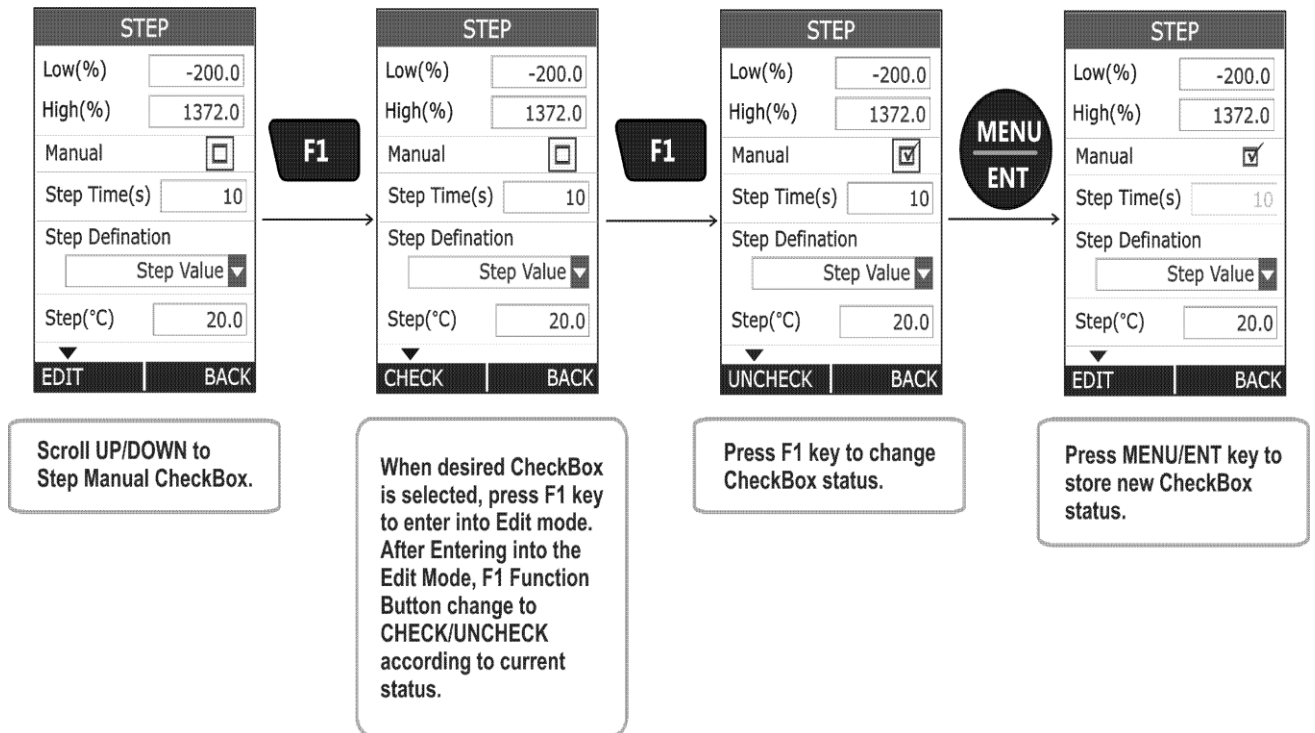 STEP
Low(%) -200.0
High(%) 1372.0
Manual
Step Time(s) 10
Step Defination
Step Value
Step(°C) 20.0
EDIT BACK
F1
STEP
Low(%) -200.0
High(%) 1372.0
Manual
Step Time(s) 10
Step Defination
Step Value
Step(°C) 20.0
CHECK BACK
F1
STEP
Low(%) -200.0
High(%) 1372.0
Manual
Step Time(s) 10
Step Defination
Step Value
Step(°C) 20.0
UNCHECK BACK
MENU
ENT
STEP
Low(%) -200.0
High(%) 1372.0
Manual
Step Time(s) 10
Step Defination
Step Value
Step(°C) 20.0
EDIT BACK
Scroll UP/DOWN to
Step Manual CheckBox.
When desired CheckBox
is selected, press F1 key
to enter into Edit mode.
After Entering into the
Edit Mode, F1 Function
Button change to
CHECK/UNCHECK
according to current
status.
Press F1 key to change
CheckBox status.
Press MENU/ENT key to
store new CheckBox
status.